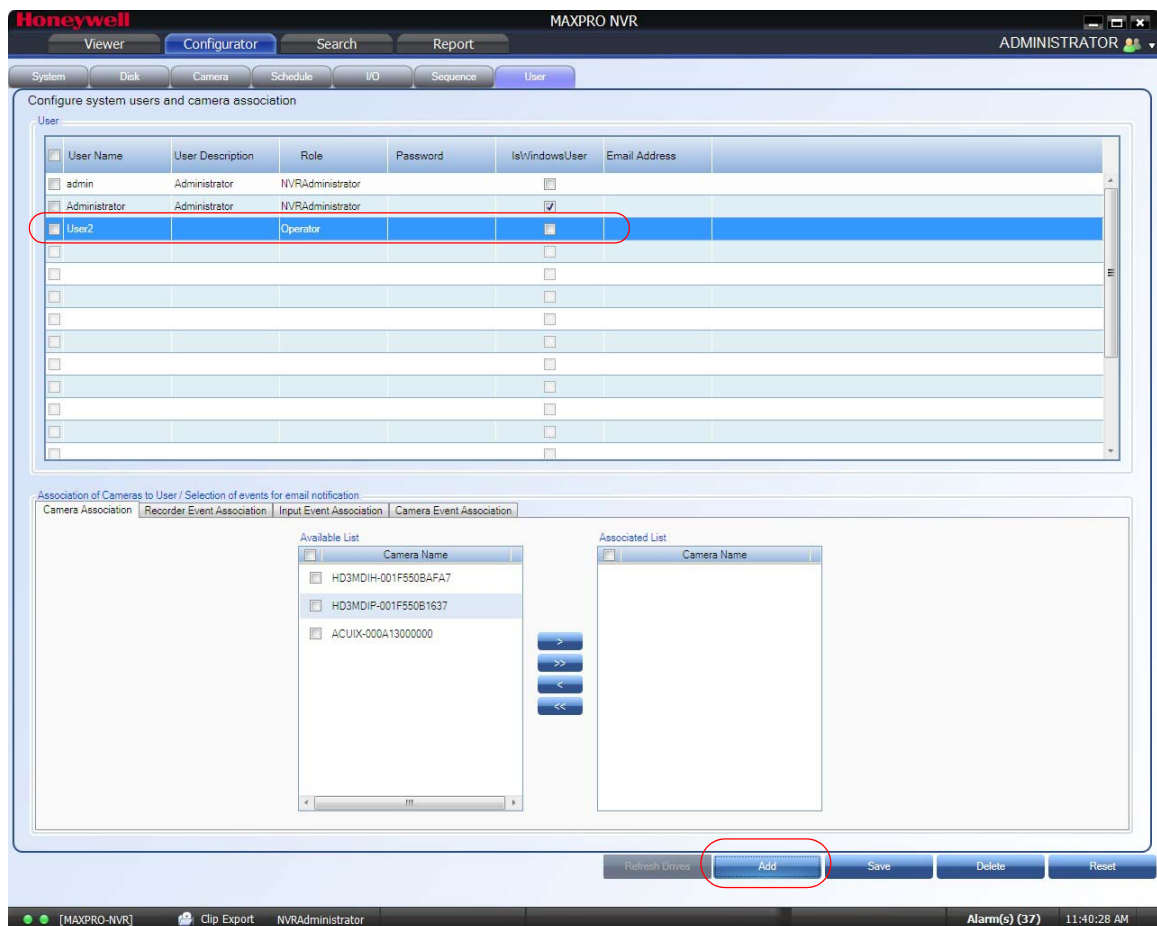 Honeywell MAXPRO NVR
Viewer Configurator Search Report ADMINISTRATOR
System Disk Camera Schedule I/O Sequence User
Configure system users and camera association
User
User Name User Description Role Password IsWindowsUser Email Address
admin Administrator NVRAdministrator
Administrator Administrator NVRAdministrator
User2 Operator
Association of Cameras to User / Selection of events for email notification
Camera Association Recorder Event Association Input Event Association Camera Event Association
Available List Associated List
Camera Name Camera Name
HD3MDIH-001F550BAFA7
HD3MDIP-001F550B1637
ACUIX-000A13000000
>
>>
<
<<
Refresh Drives Add Save Delete Reset
[MAXPRO-NVR] Clip Export NVRAdministrator Alarm(s) (37) 11:40:28 AM